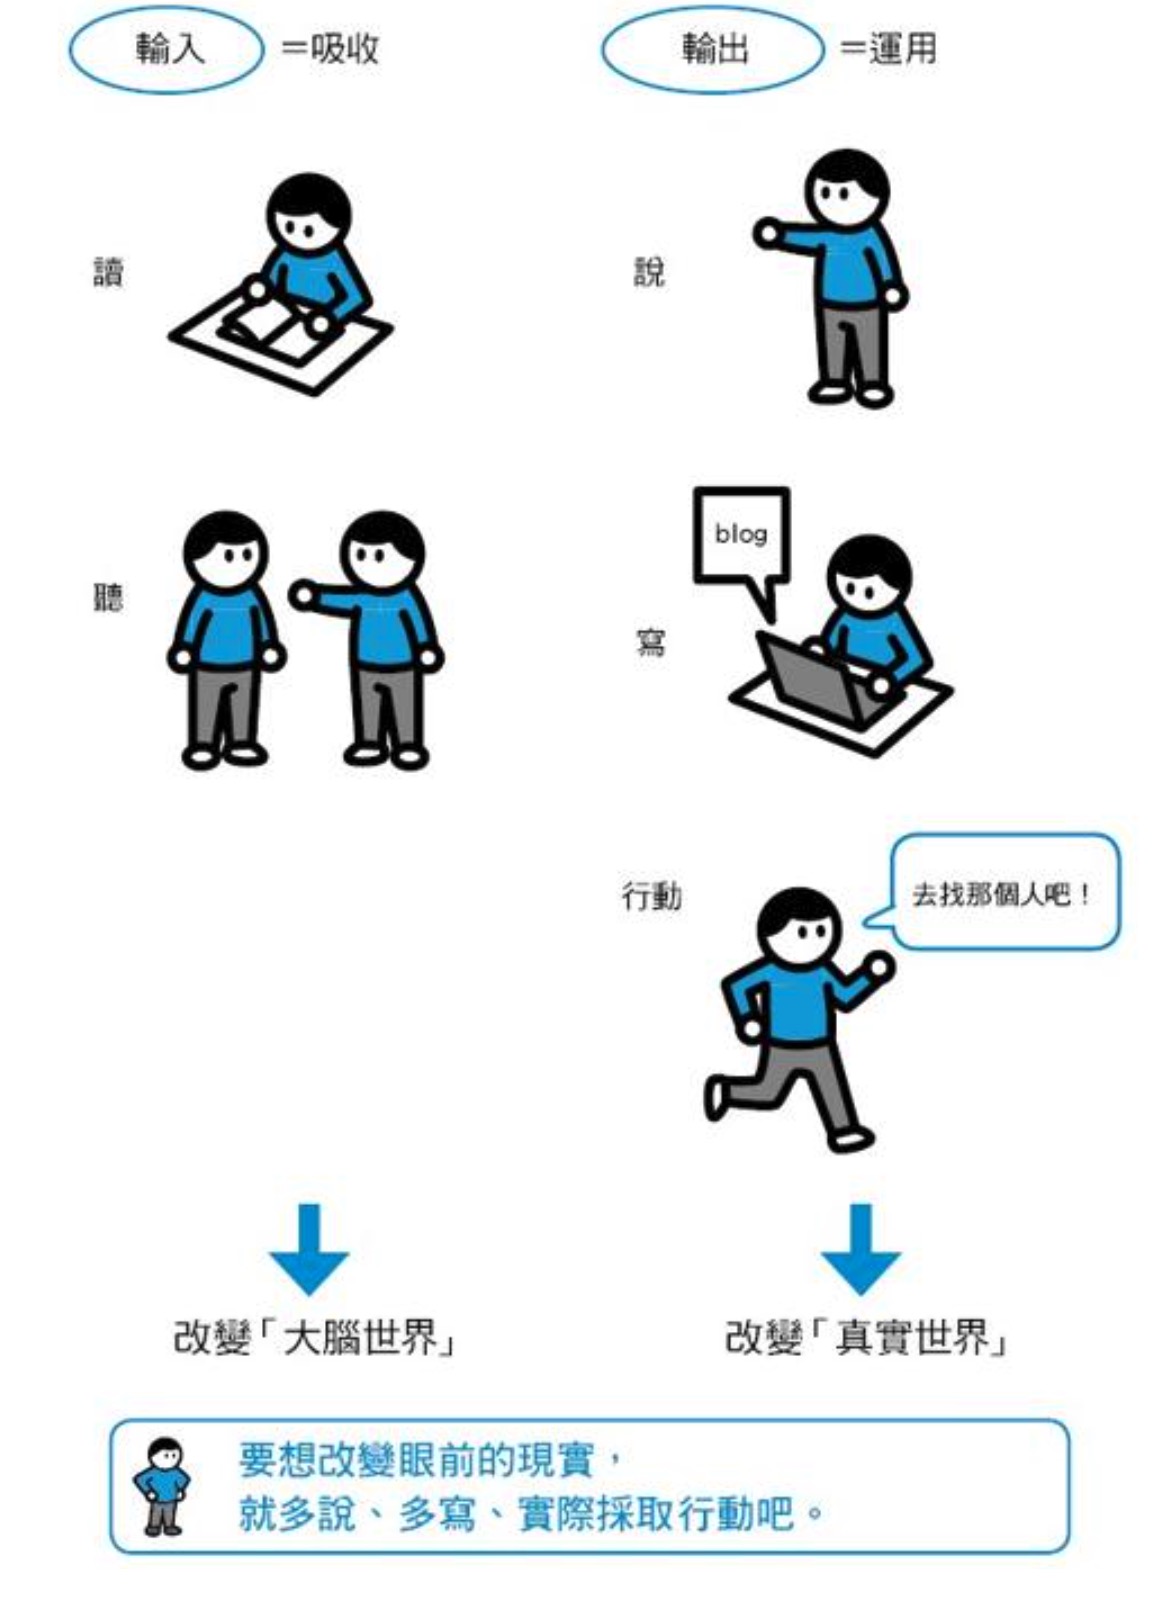 輸入 ＝吸收
讀
聽
改變「大腦世界」
輸出 ＝運用
說
blog
寫
行動
去找那個人吧！
改變「真實世界」
要想改變眼前的現實，
就多說、多寫、實際採取行動吧。